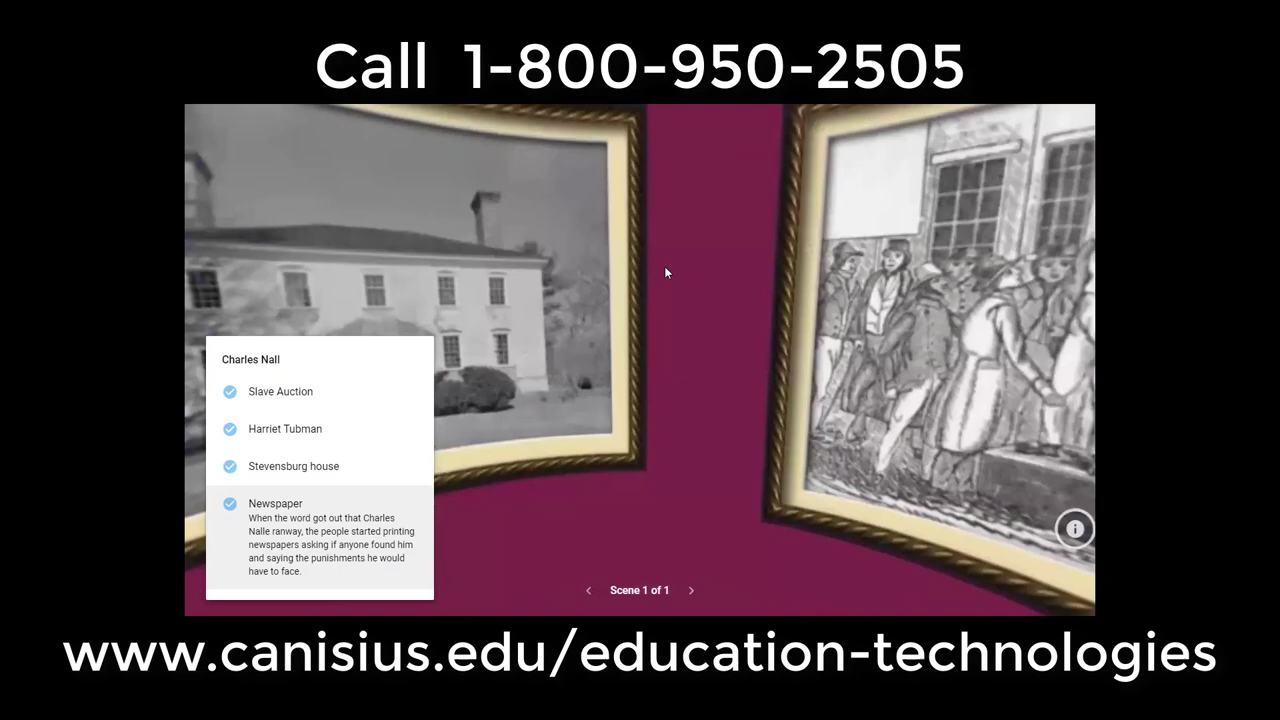 Call 1-800-950-2505
Charles Nall
Slave Auction
Harriet Tubman
Stevensburg house
Newspaper
When the word got out that Charles
Nalle ranway, the people started printing
newspapers asking if anyone found him
and saying the punishments he would
have to face.
Scene 1 of 1
www.canisius.edu/education-technologies